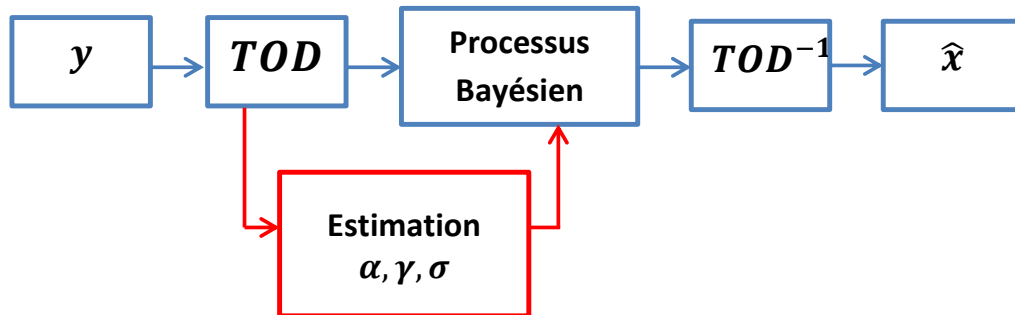 y
TOD
Processus
Bayésien
TOD⁻¹
x̂
Estimation
α, γ, σ